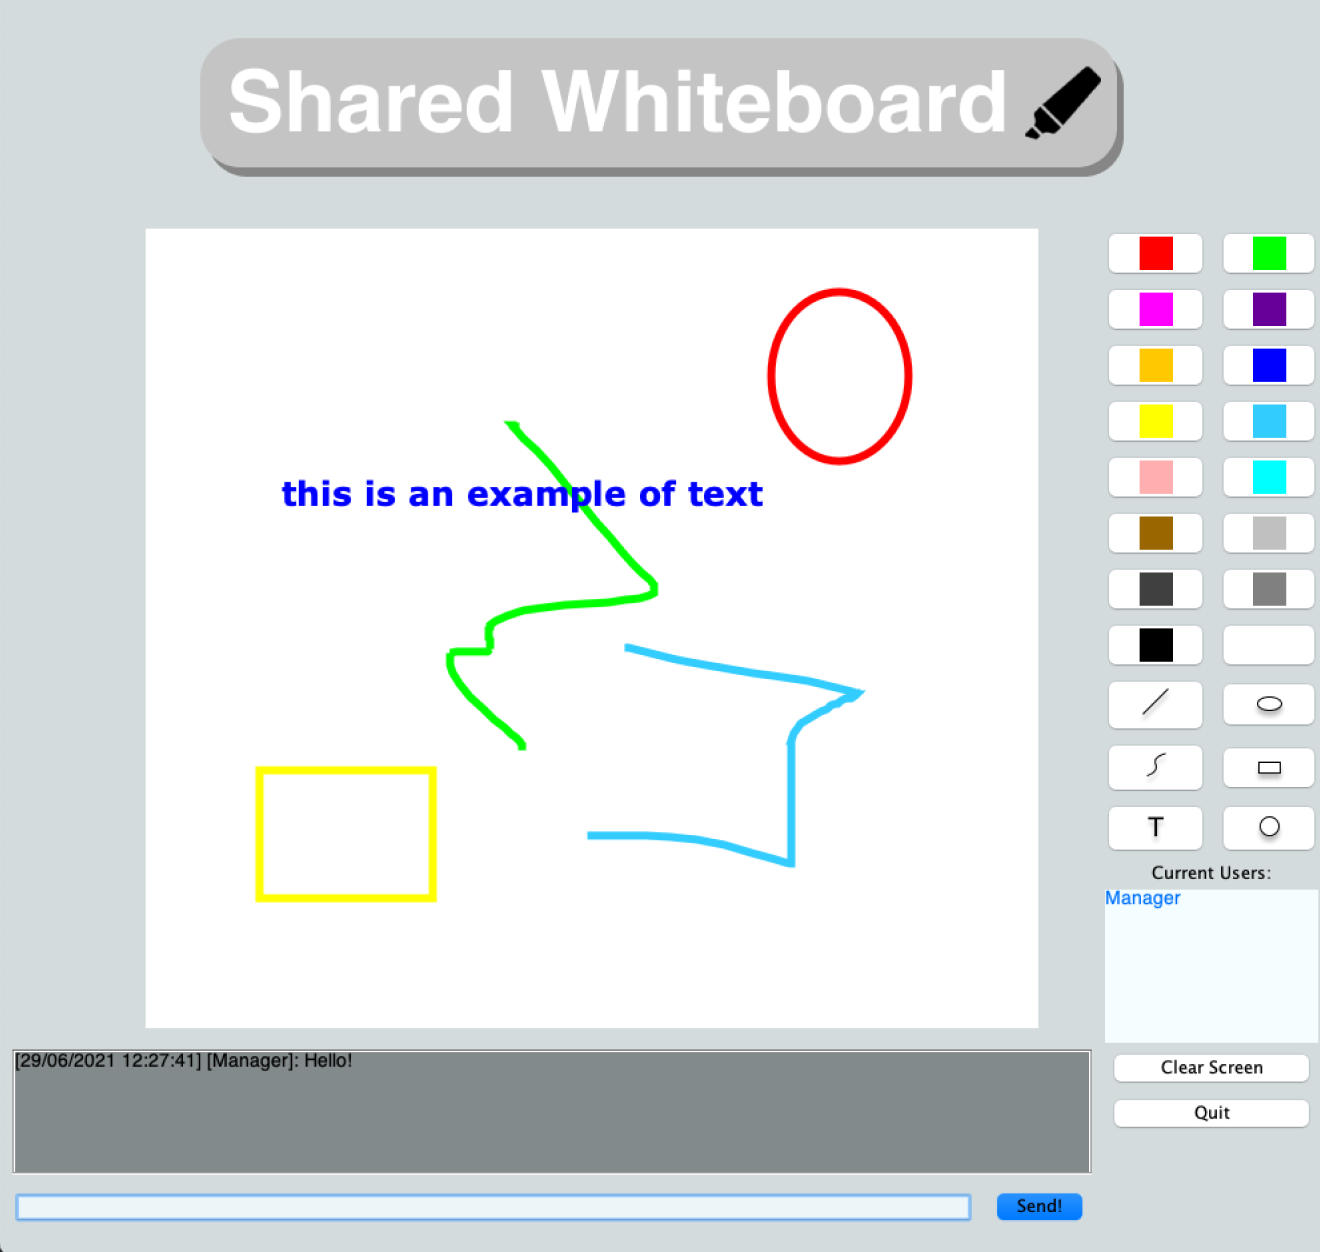 Shared Whiteboard
this is an example of text
T
Current Users:
Manager
[29/06/2021 12:27:41] [Manager]: Hello!
Clear Screen
Quit
Send!